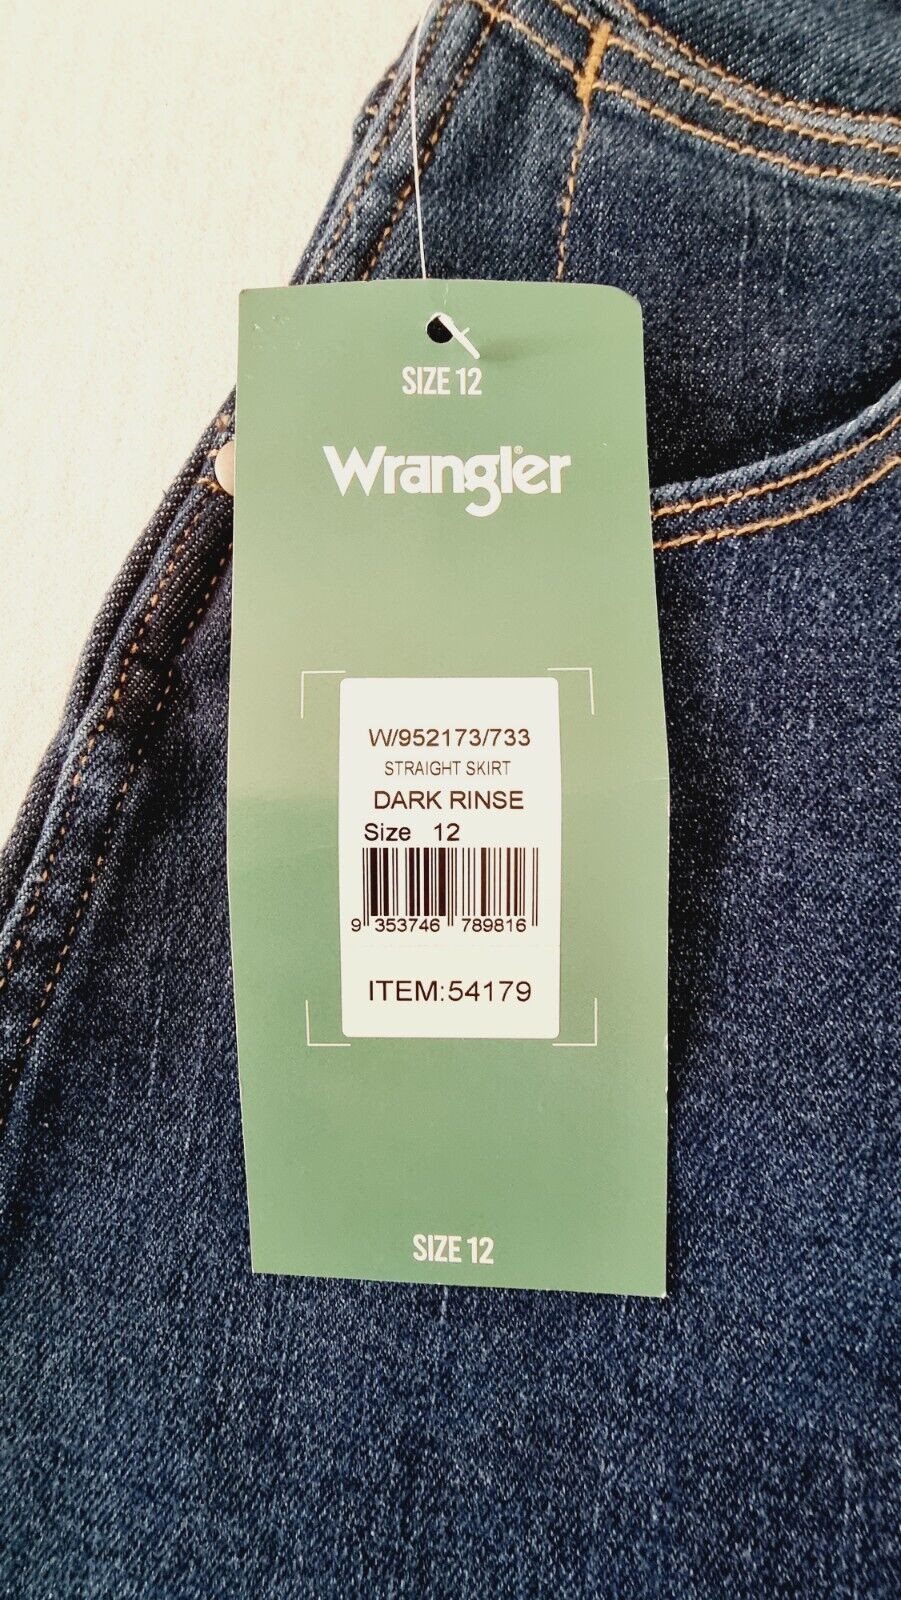 SIZE 12
Wrangler®
W/952173/733
STRAIGHT SKIRT
DARK RINSE
Size 12
9 353746 789816
ITEM:54179
SIZE 12